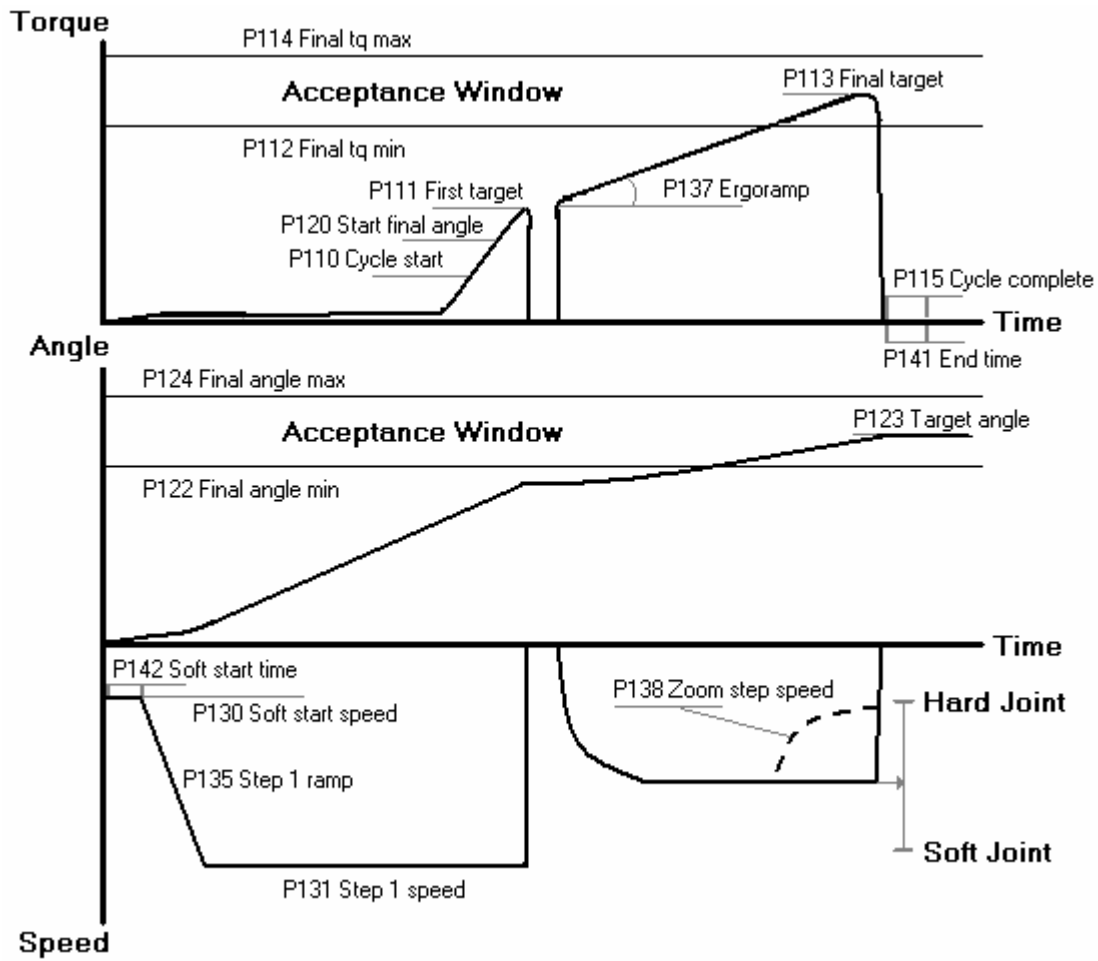 Torque
P114 Final tq max
P113 Final target
Acceptance Window
P112 Final tq min
P111 First target
P137 Ergoramp
P120 Start final angle
P110 Cycle start
P115 Cycle complete
Time
Angle
P141 End time
P124 Final angle max
P123 Target angle
Acceptance Window
P122 Final angle min
Time
P142 Soft start time
P138 Zoom step speed
Hard Joint
P130 Soft start speed
P135 Step 1 ramp
Soft Joint
P131 Step 1 speed
Speed